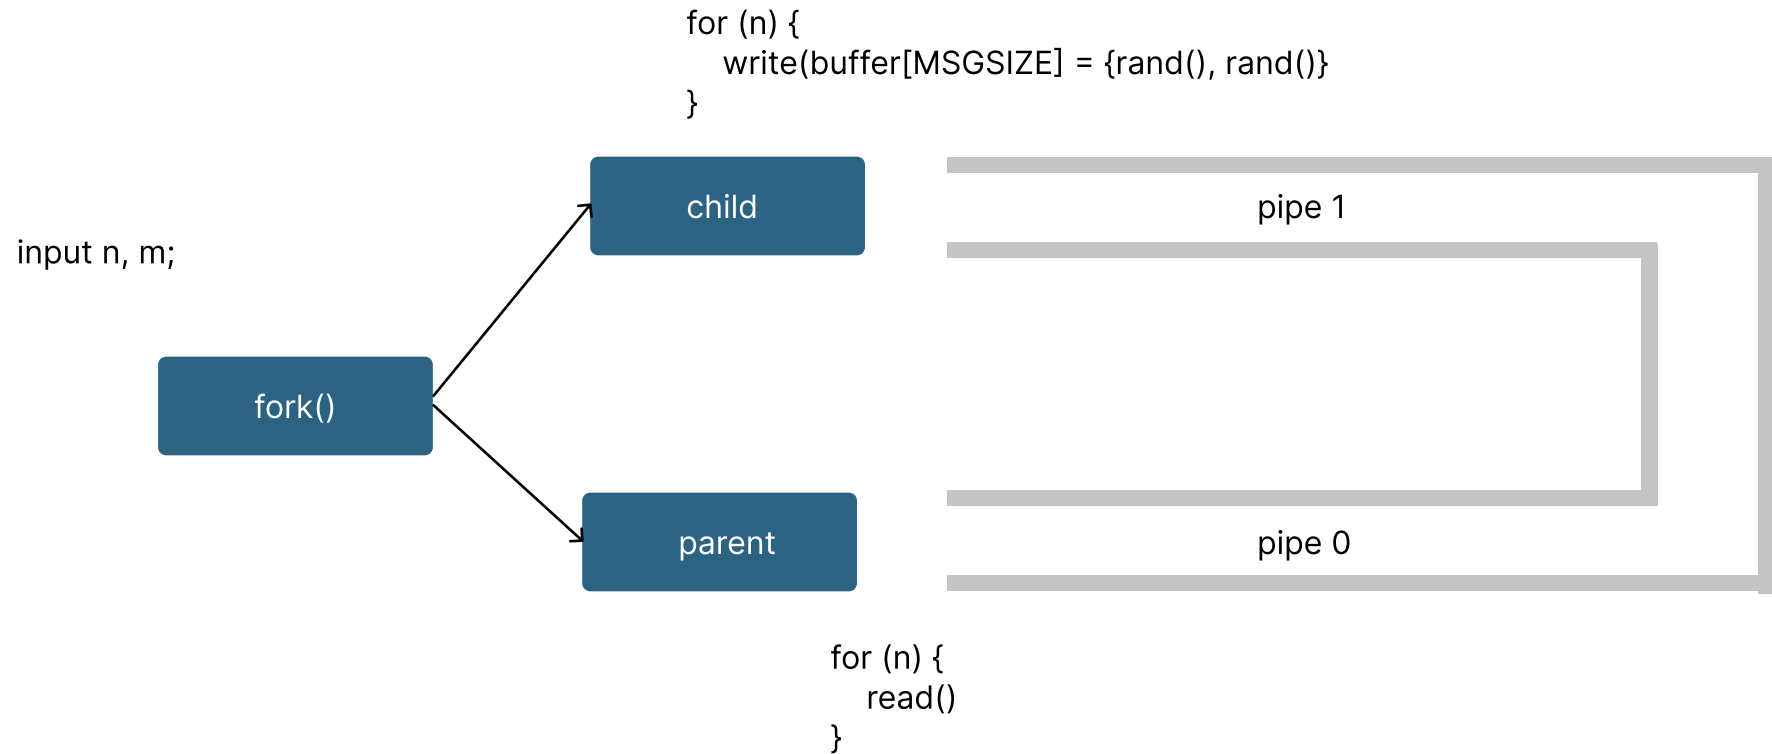 for (n) {
write(buffer[MSGSIZE] = {rand(), rand()}
}
child
pipe 1
input n, m;
fork()
parent
pipe 0
for (n) {
read()
}